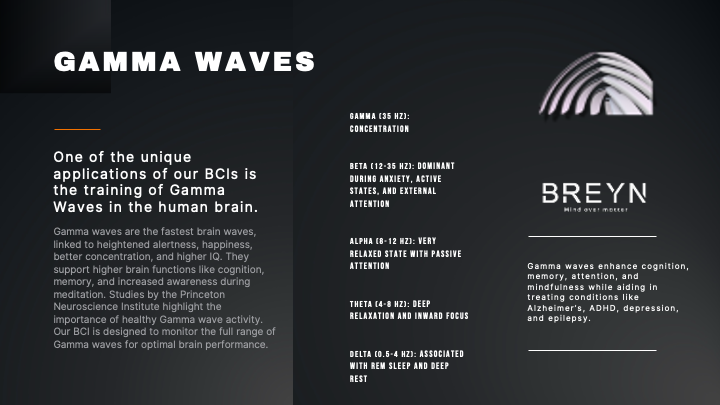 GAMMA WAVES
One of the unique
applications of our BCIs is
the training of Gamma
Waves in the human brain.
Gamma waves are the fastest brain waves,
linked to heightened alertness, happiness,
better concentration, and higher IQ. They
support higher brain functions like cognition,
memory, and increased awareness during
meditation. Studies by the Princeton
Neuroscience Institute highlight the
importance of healthy Gamma wave activity.
Our BCI is designed to monitor the full range of
Gamma waves for optimal brain performance.
GAMMA (35 HZ):
CONCENTRATION
BETA (12-35 HZ): DOMINANT
DURING ANXIETY, ACTIVE
STATES, AND EXTERNAL
ATTENTION
ALPHA (8-12 HZ): VERY
RELAXED STATE WITH PASSIVE
ATTENTION
THETA (4-8 HZ): DEEP
RELAXATION AND INWARD FOCUS
DELTA (0.5-4 HZ): ASSOCIATED
WITH REM SLEEP AND DEEP
REST
BREYN
Mind over matter
Gamma waves enhance cognition,
memory, attention, and
mindfulness while aiding in
treating conditions like
Alzheimer's, ADHD, depression,
and epilepsy.